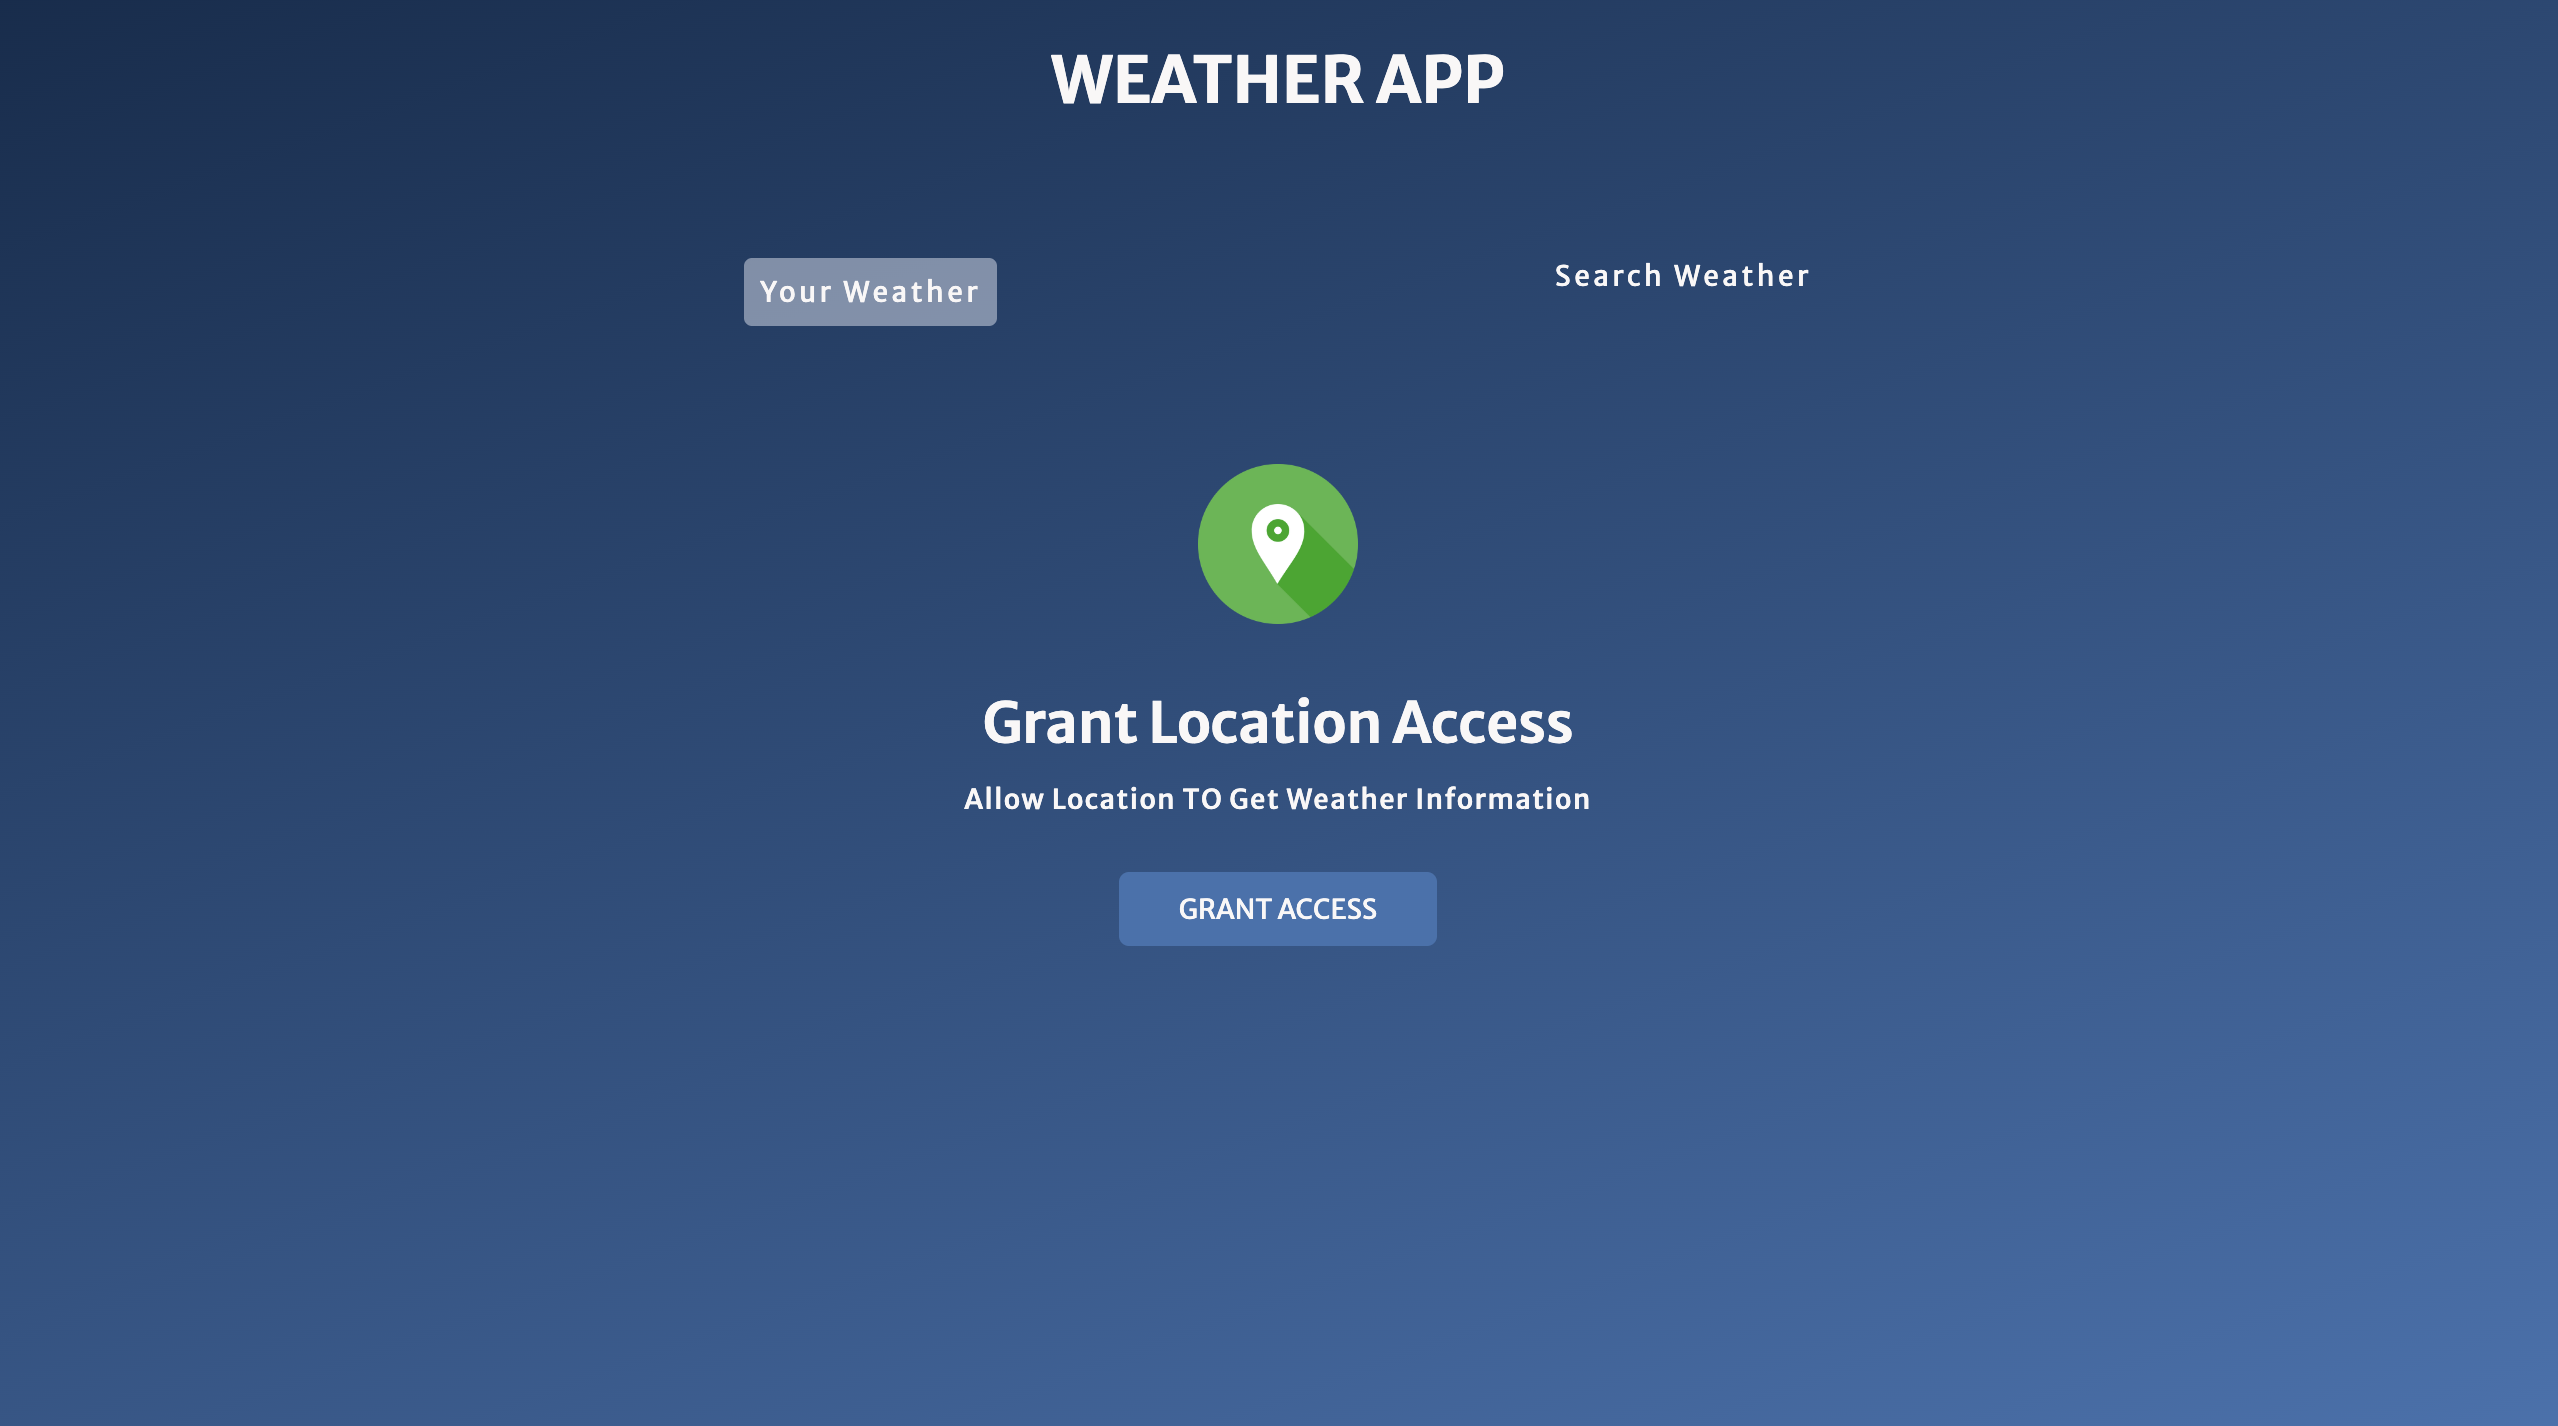 WEATHER APP
Your Weather
Search Weather
Grant Location Access
Allow Location TO Get Weather Information
GRANT ACCESS